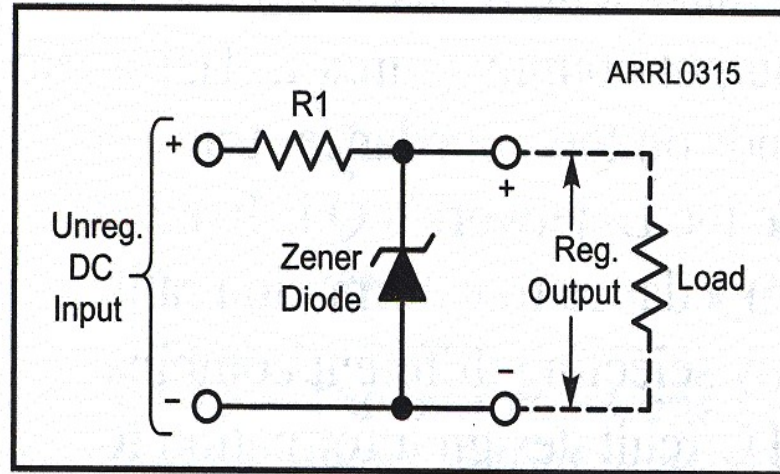 ARRL0315
R1
+
Unreg.
DC
Input
–
Zener
Diode
+
Reg.
Output
–
Load